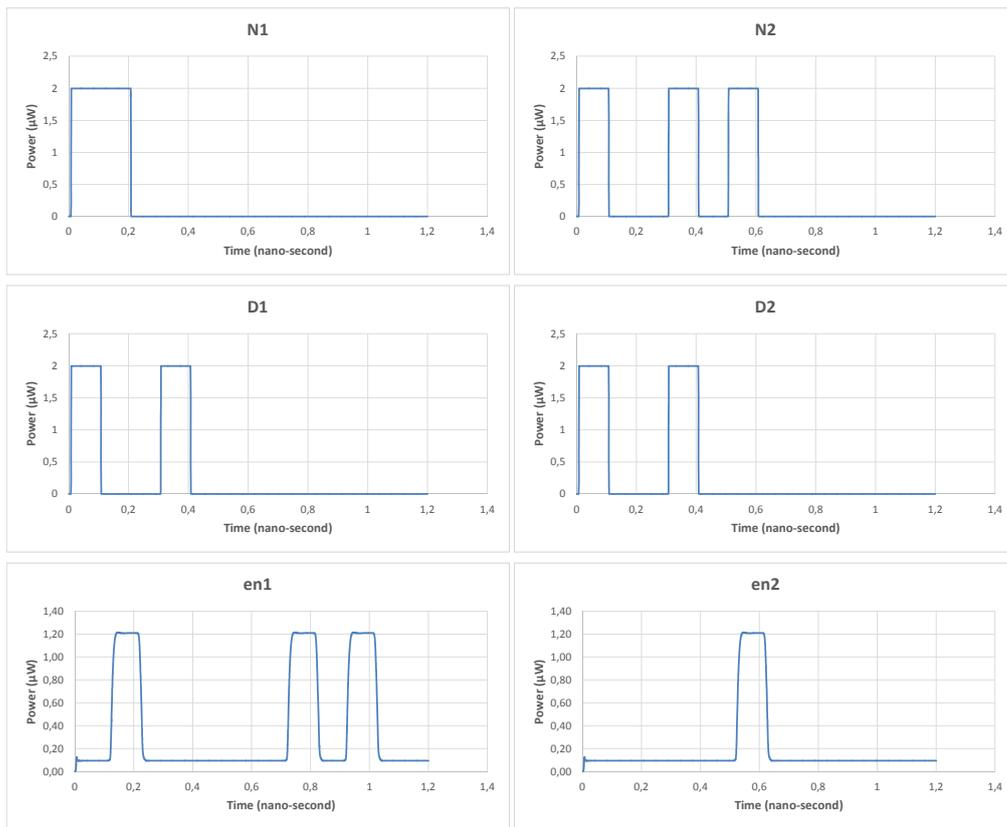 N1
2,5
2
1,5
1
0,5
0
0 0,2 0,4 0,6 0,8 1 1,2 1,4
Power (µW)
Time (nano-second)
N2
2,5
2
1,5
1
0,5
0
0 0,2 0,4 0,6 0,8 1 1,2 1,4
Power (µW)
Time (nano-second)
D1
2,5
2
1,5
1
0,5
0
0 0,2 0,4 0,6 0,8 1 1,2 1,4
Power (µW)
Time (nano-second)
D2
2,5
2
1,5
1
0,5
0
0 0,2 0,4 0,6 0,8 1 1,2 1,4
Power (µW)
Time (nano-second)
en1
1,40
1,20
1,00
0,80
0,60
0,40
0,20
0,00
0 0,2 0,4 0,6 0,8 1 1,2 1,4
Power (µW)
Time (nano-second)
en2
1,40
1,20
1,00
0,80
0,60
0,40
0,20
0,00
0 0,2 0,4 0,6 0,8 1 1,2 1,4
Power (µW)
Time (nano-second)